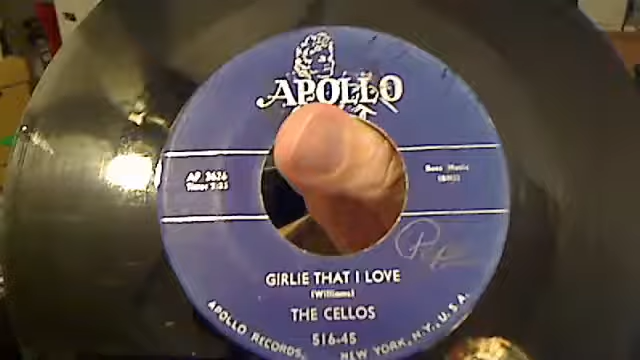 APOLLO
AP 3626
Time: 2:33
Bess Music
(BMI)
GIRLIE THAT I LOVE
(Williams)
THE CELLOS
516-45
APOLLO RECORDS, NEW YORK, N.Y., U.S.A.